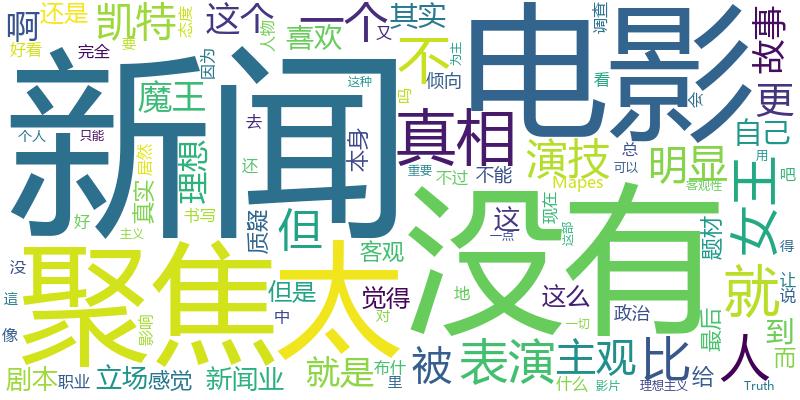 新闻
电影
没有
聚焦
太
啊
还是
态度
凯特
这个
一个
又
其实
调查
故事
好看
完全
要
因为
人物
喜欢
为主
不
吗
倾向
看
会
更
魔王
这种
个人
只能
去
本身
真相
演技
总
明显
自己
居然
理想
真实
还
重要
不过
不能
Mapes
可以
客观性
用
吧
女王
好
书写
质疑
但
这
一点
现在
这部
题材
得
主义
没
客观
這
但是
觉得
地
这么
政治
就
让
说
到
像
影响
中
对
一切
最后
人
而
剧本
职业
立场
感觉
新闻业
就是
布什
里
被
表演
什么
主观
影片
比
理想主义
给
Truth